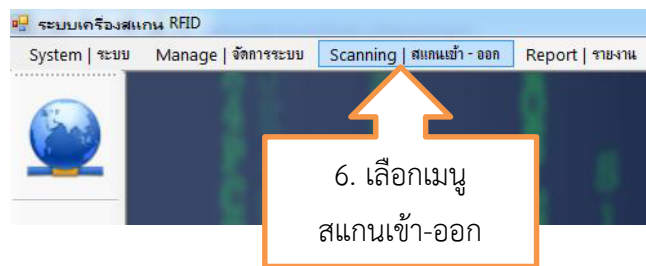 ระบบเครื่องสแกน RFID
System | ระบบ Manage | จัดการระบบ Scanning | สแกนเข้า - ออก Report | รายงาน
6. เลือกเมนู
สแกนเข้า-ออก